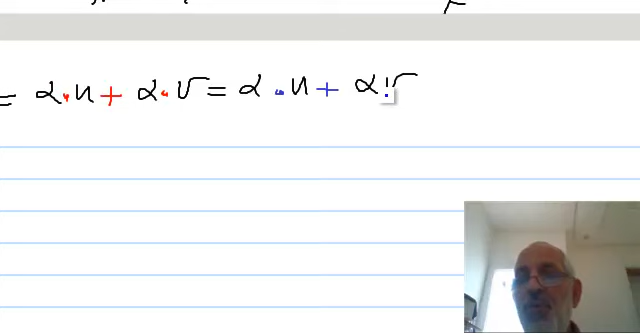 = α · u + α · v = α · u + α · v